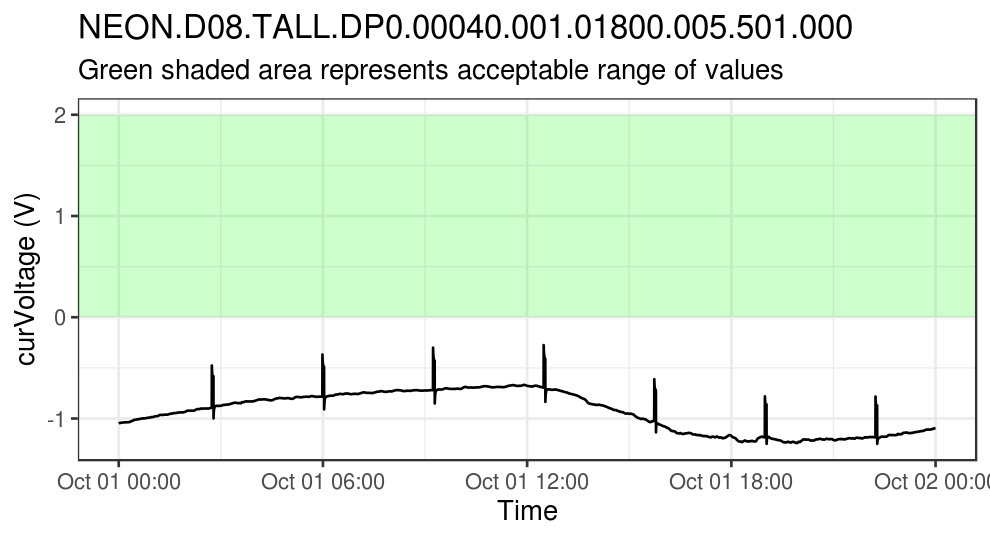 NEON.D08.TALL.DP0.00040.001.01800.005.501.000
Green shaded area represents acceptable range of values
curVoltage (V)
2
1
0
-1
Oct 01 00:00 Oct 01 06:00 Oct 01 12:00 Oct 01 18:00 Oct 02 00:00
Time